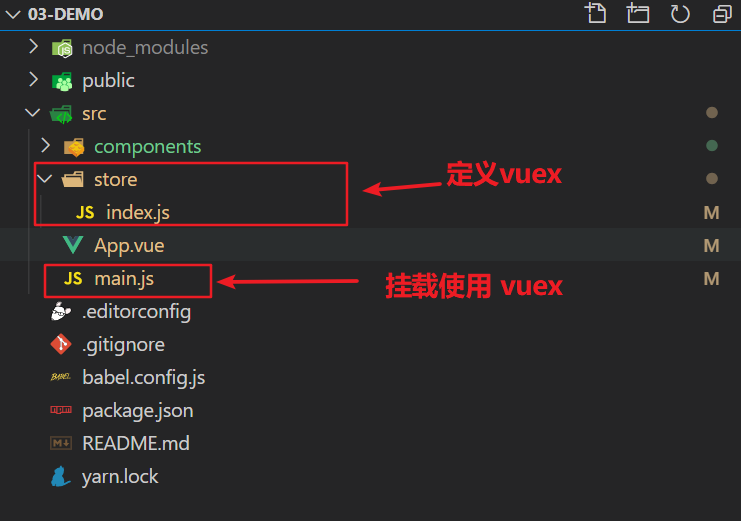 03-DEMO
node_modules
public
src
components
store
定义vuex
JS index.js
M
App.vue
M
JS main.js
挂载使用 vuex
M
.editorconfig
.gitignore
BABEL babel.config.js
package.json
README.md
yarn.lock